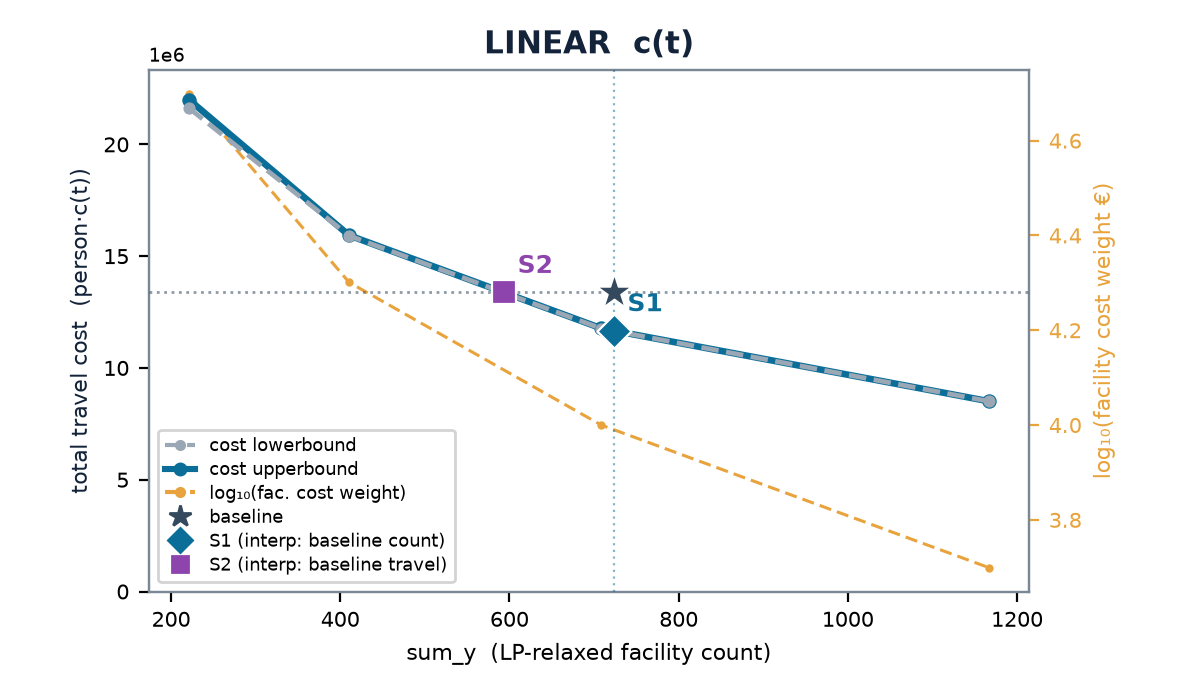 LINEAR c(t)
1e6
20
15
10
5
0
total travel cost (person·c(t))
4.6
4.4
4.2
4.0
3.8
log₁₀(facility cost weight €)
S2
S1
cost lowerbound
cost upperbound
log₁₀(fac. cost weight)
baseline
S1 (interp: baseline count)
S2 (interp: baseline travel)
200 400 600 800 1000 1200
sum_y (LP-relaxed facility count)